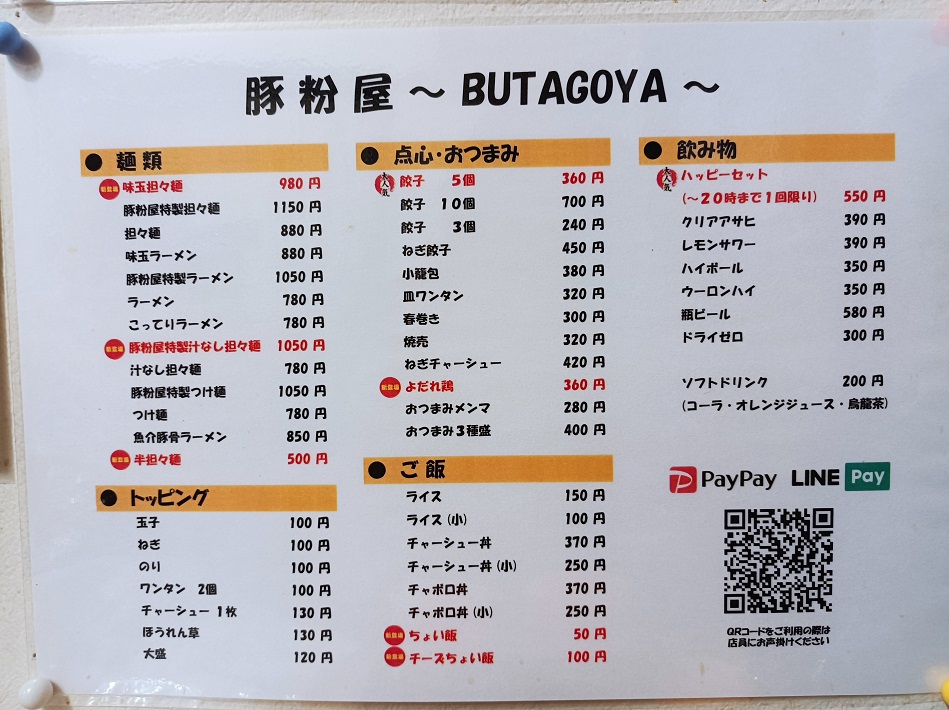 豚粉屋～BUTAGOYA～
● 麺類
新登場 味玉担々麺 980円
豚粉屋特製担々麺 1150円
担々麺 880円
味玉ラーメン 880円
豚粉屋特製ラーメン 1050円
ラーメン 780円
こってりラーメン 780円
新登場 豚粉屋特製汁なし担々麺 1050円
汁なし担々麺 780円
豚粉屋特製つけ麺 1050円
つけ麺 780円
魚介豚骨ラーメン 850円
新登場 半担々麺 500円
● トッピング
玉子 100円
ねぎ 100円
のり 100円
ワンタン 2個 100円
チャーシュー 1枚 130円
ほうれん草 130円
大盛 120円
● 点心・おつまみ
大人気 餃子 5個 360円
餃子 10個 700円
餃子 3個 240円
ねぎ餃子 450円
小籠包 380円
皿ワンタン 320円
春巻き 300円
焼売 320円
ねぎチャーシュー 420円
新登場 よだれ鶏 360円
おつまみメンマ 280円
おつまみ3種盛 400円
● ご飯
ライス 150円
ライス(小) 100円
チャーシュー丼 370円
チャーシュー丼(小) 250円
チャボロ丼 370円
チャボロ丼(小) 250円
新登場 ちょい飯 50円
新登場 チーズちょい飯 100円
● 飲み物
大人気 ハッピーセット
(～20時まで1回限り) 550円
クリアアサヒ 390円
レモンサワー 390円
ハイボール 350円
ウーロンハイ 350円
瓶ビール 580円
ドライゼロ 300円
ソフトドリンク 200円
(コーラ・オレンジジュース・烏龍茶)
PayPay LINE Pay
QRコードをご利用の際は
店員にお声掛けください